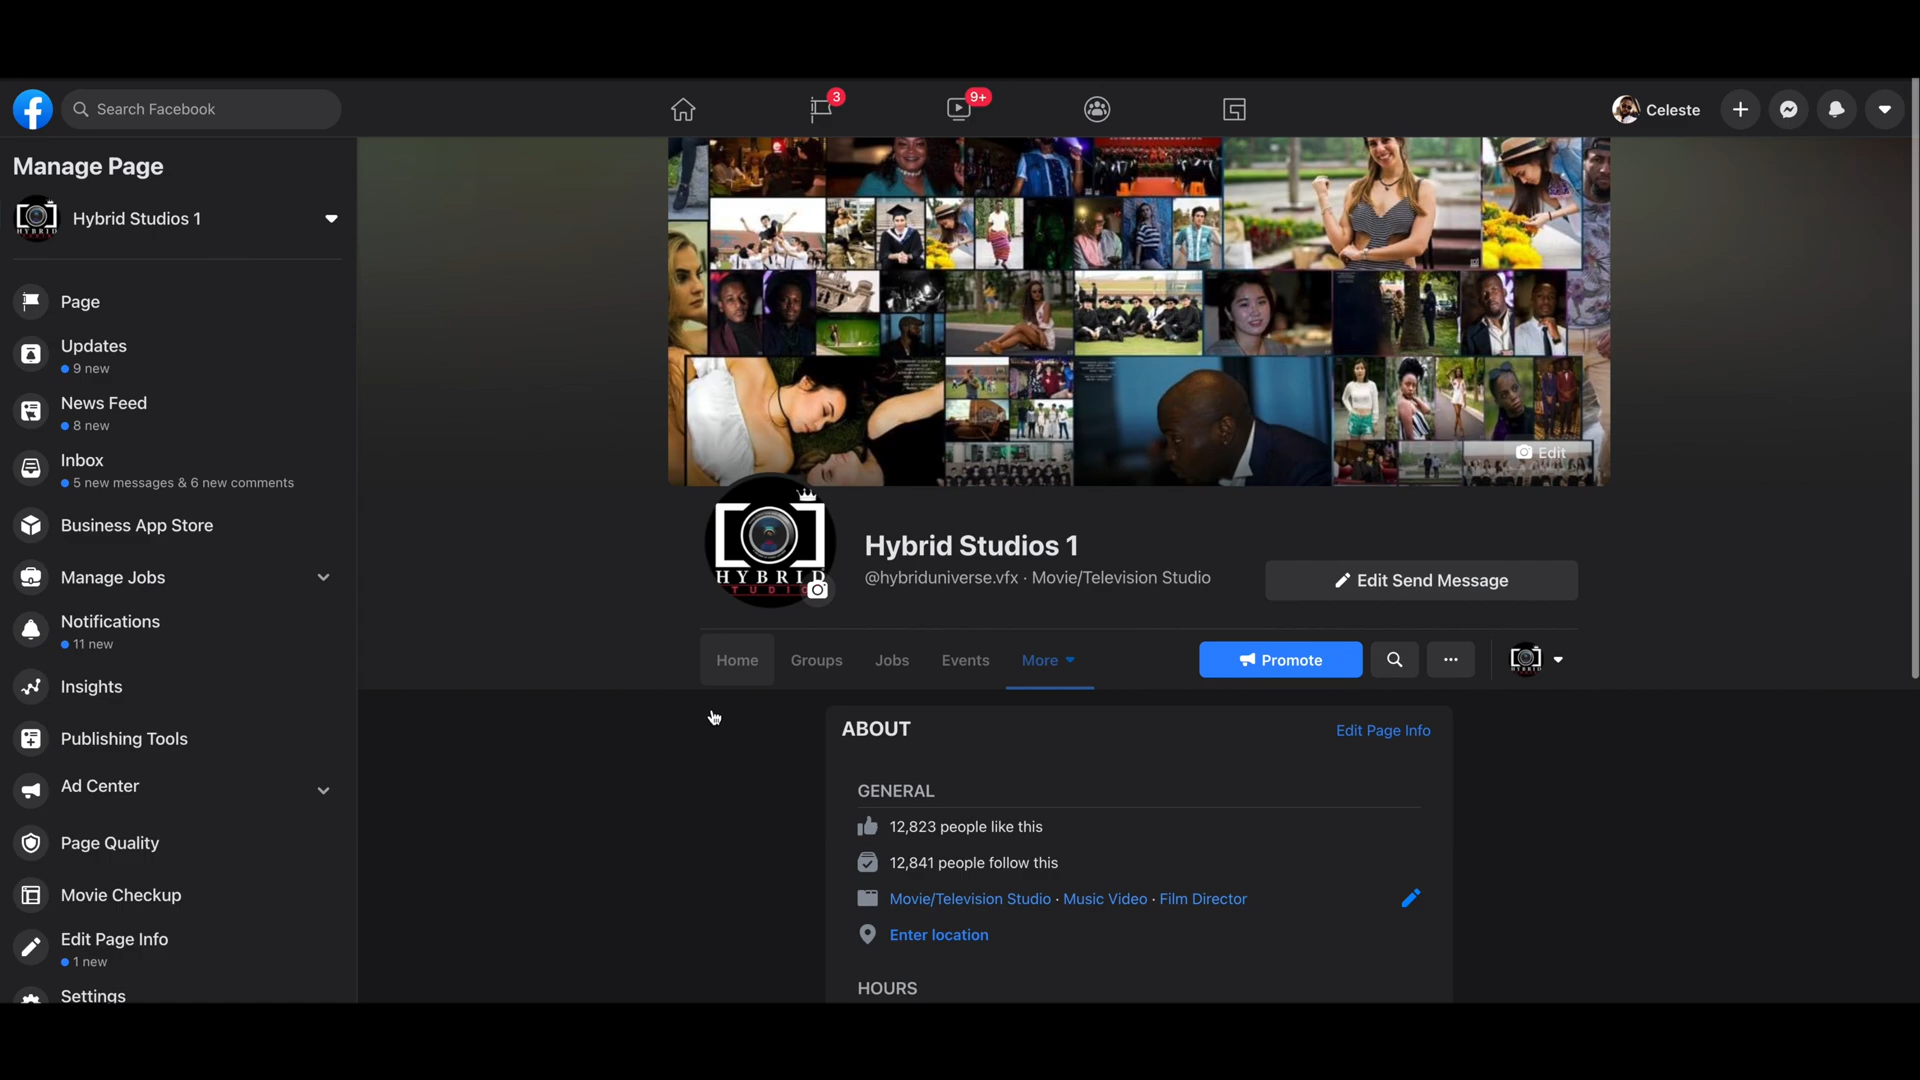 Search Facebook
3
9+
Celeste
Manage Page
Hybrid Studios 1
Page
Updates
9 new
News Feed
8 new
Inbox
5 new messages & 6 new comments
Business App Store
Manage Jobs
Notifications
11 new
Insights
Publishing Tools
Ad Center
Page Quality
Movie Checkup
Edit Page Info
1 new
Settings
Edit
HYBRID
Hybrid Studios 1
@hybriduniverse.vfx · Movie/Television Studio
Edit Send Message
Home
Groups
Jobs
Events
More
Promote
ABOUT
Edit Page Info
GENERAL
12,823 people like this
12,841 people follow this
Movie/Television Studio · Music Video · Film Director
Enter location
HOURS